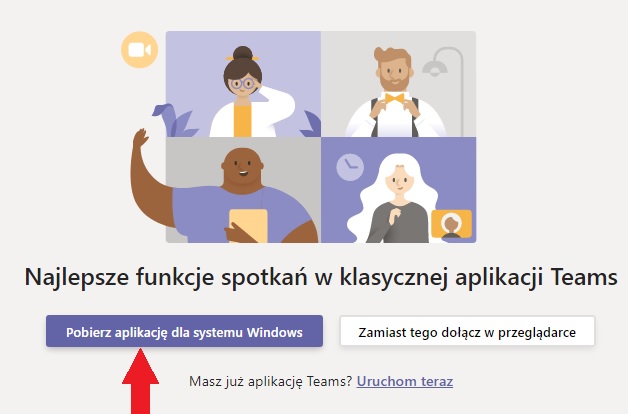 Najlepsze funkcje spotkań w klasycznej aplikacji Teams
Pobierz aplikację dla systemu Windows
Zamiast tego dołącz w przeglądarce
Masz już aplikację Teams? Uruchom teraz